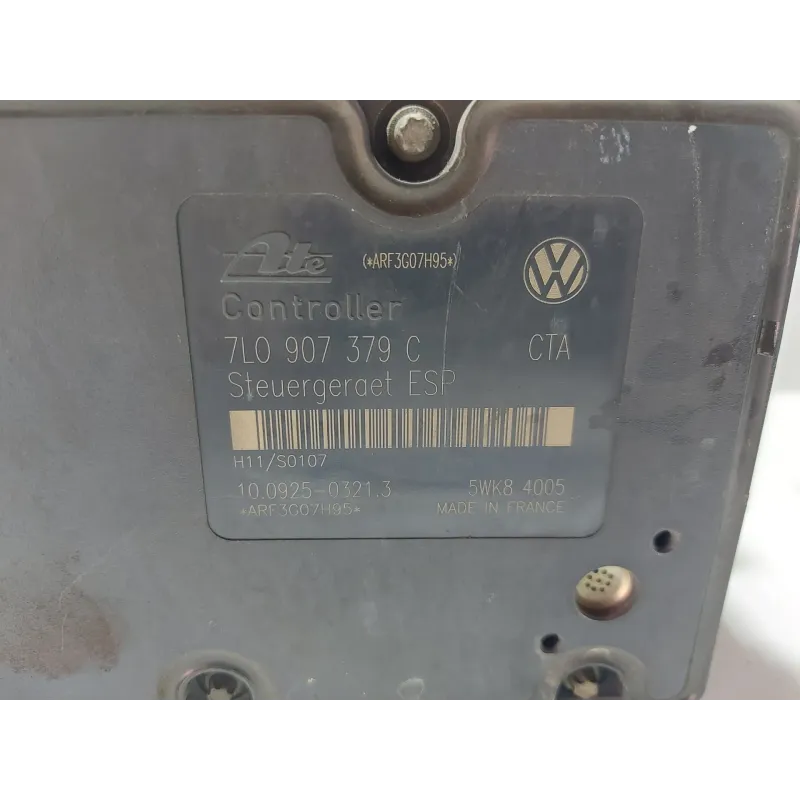 Ate (*ARF3G07H95*)
Controller
7L0 907 379 C CTA
Steuergeraet ESP
H11/S0107
10.0925-0321.3 5WK8 4005
*ARF3G07H95* MADE IN FRANCE